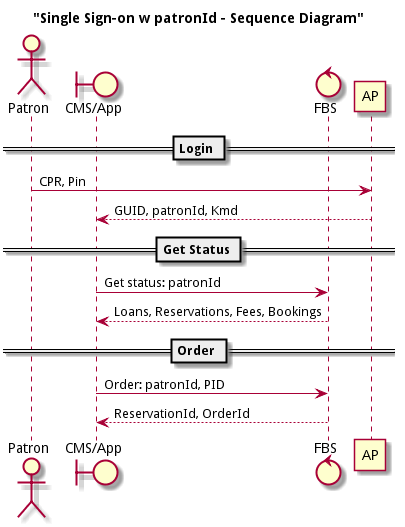 "Single Sign-on w patronId - Sequence Diagram"
Patron CMS/App FBS AP
Login
CPR, Pin
GUID, patronId, Kmd
Get Status
Get status: patronId
Loans, Reservations, Fees, Bookings
Order
Order: patronId, PID
ReservationId, OrderId
Patron CMS/App FBS AP